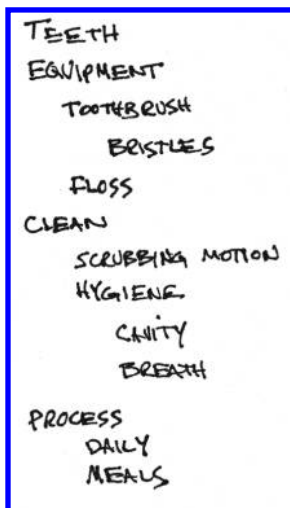 TEETH
EQUIPMENT
TOOTHBRUSH
BRISTLES
FLOSS
CLEAN
SCRUBBING MOTION
HYGIENE
CAVITY
BREATH
PROCESS
DAILY
MEALS